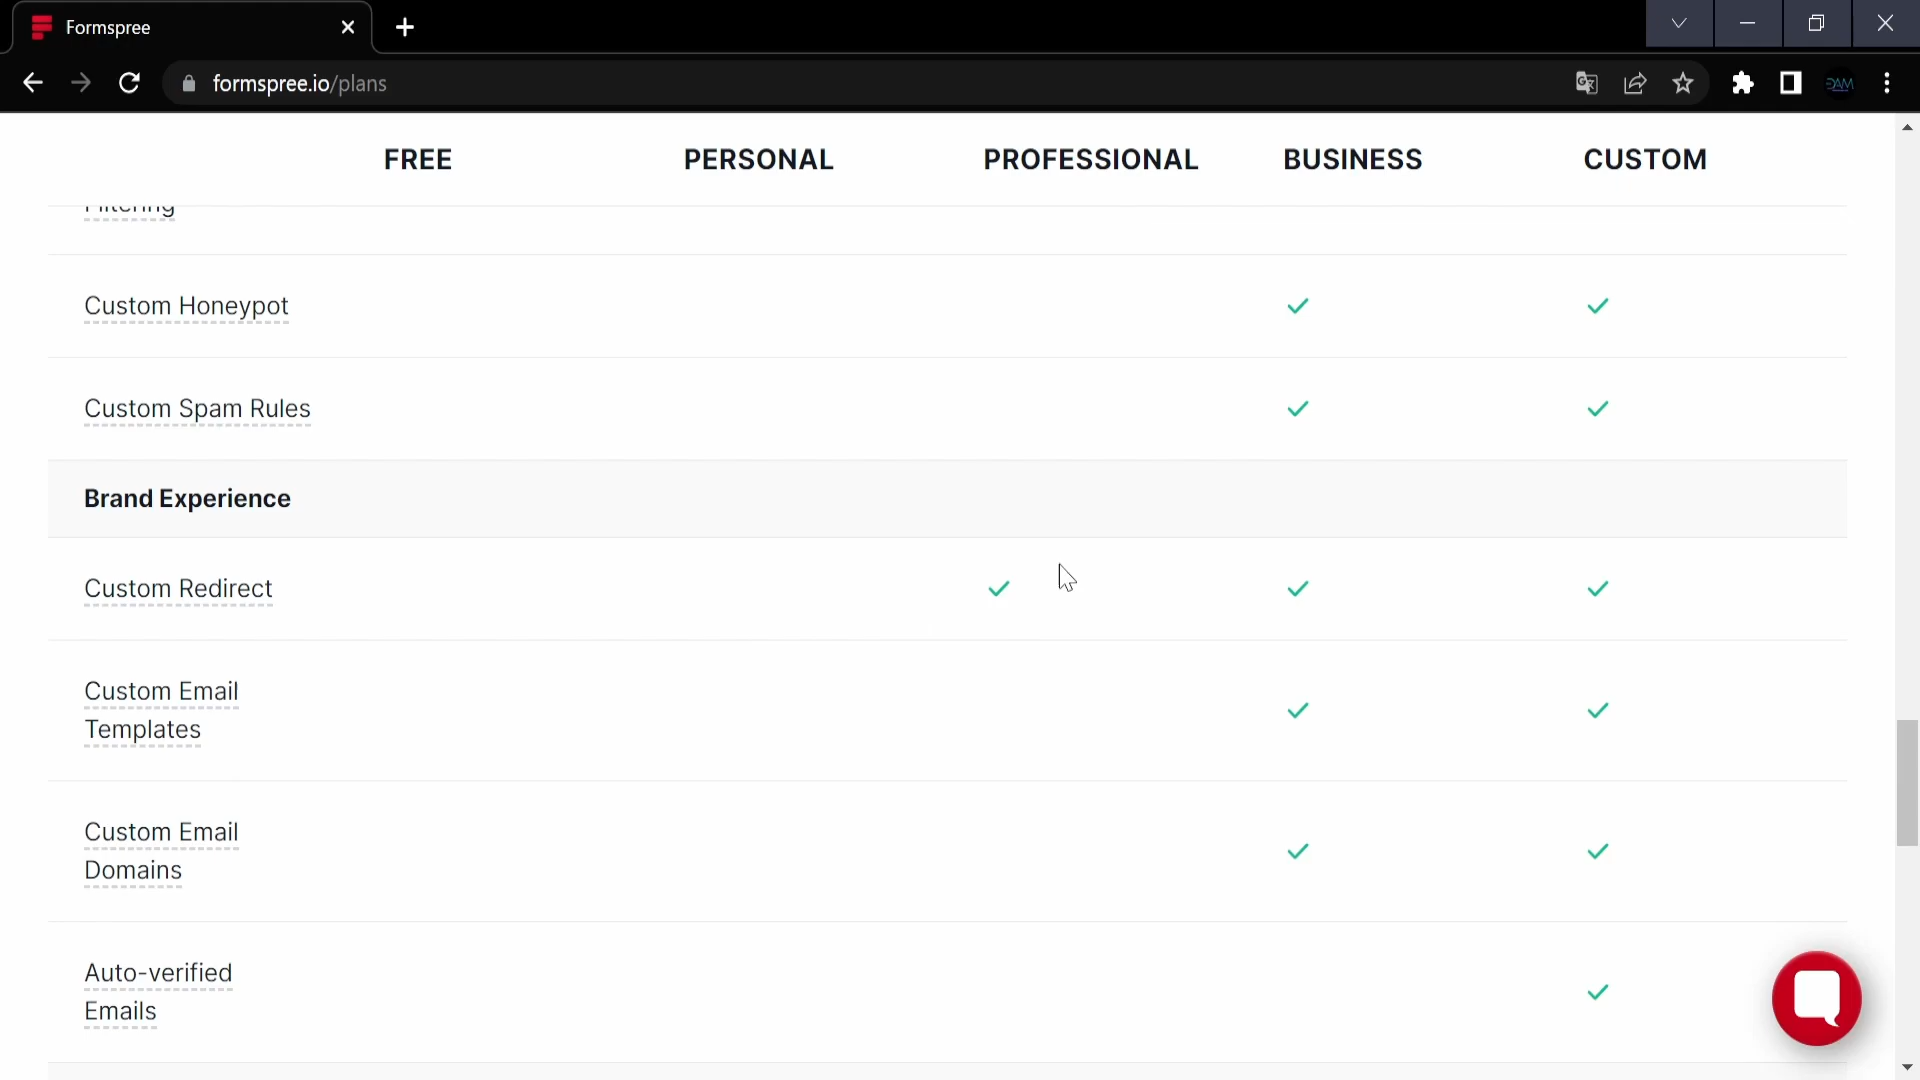 Formspree
formspree.io/plans
FREE PERSONAL PROFESSIONAL BUSINESS CUSTOM
Filtering
Custom Honeypot
Custom Spam Rules
Brand Experience
Custom Redirect
Custom Email
Templates
Custom Email
Domains
Auto-verified
Emails